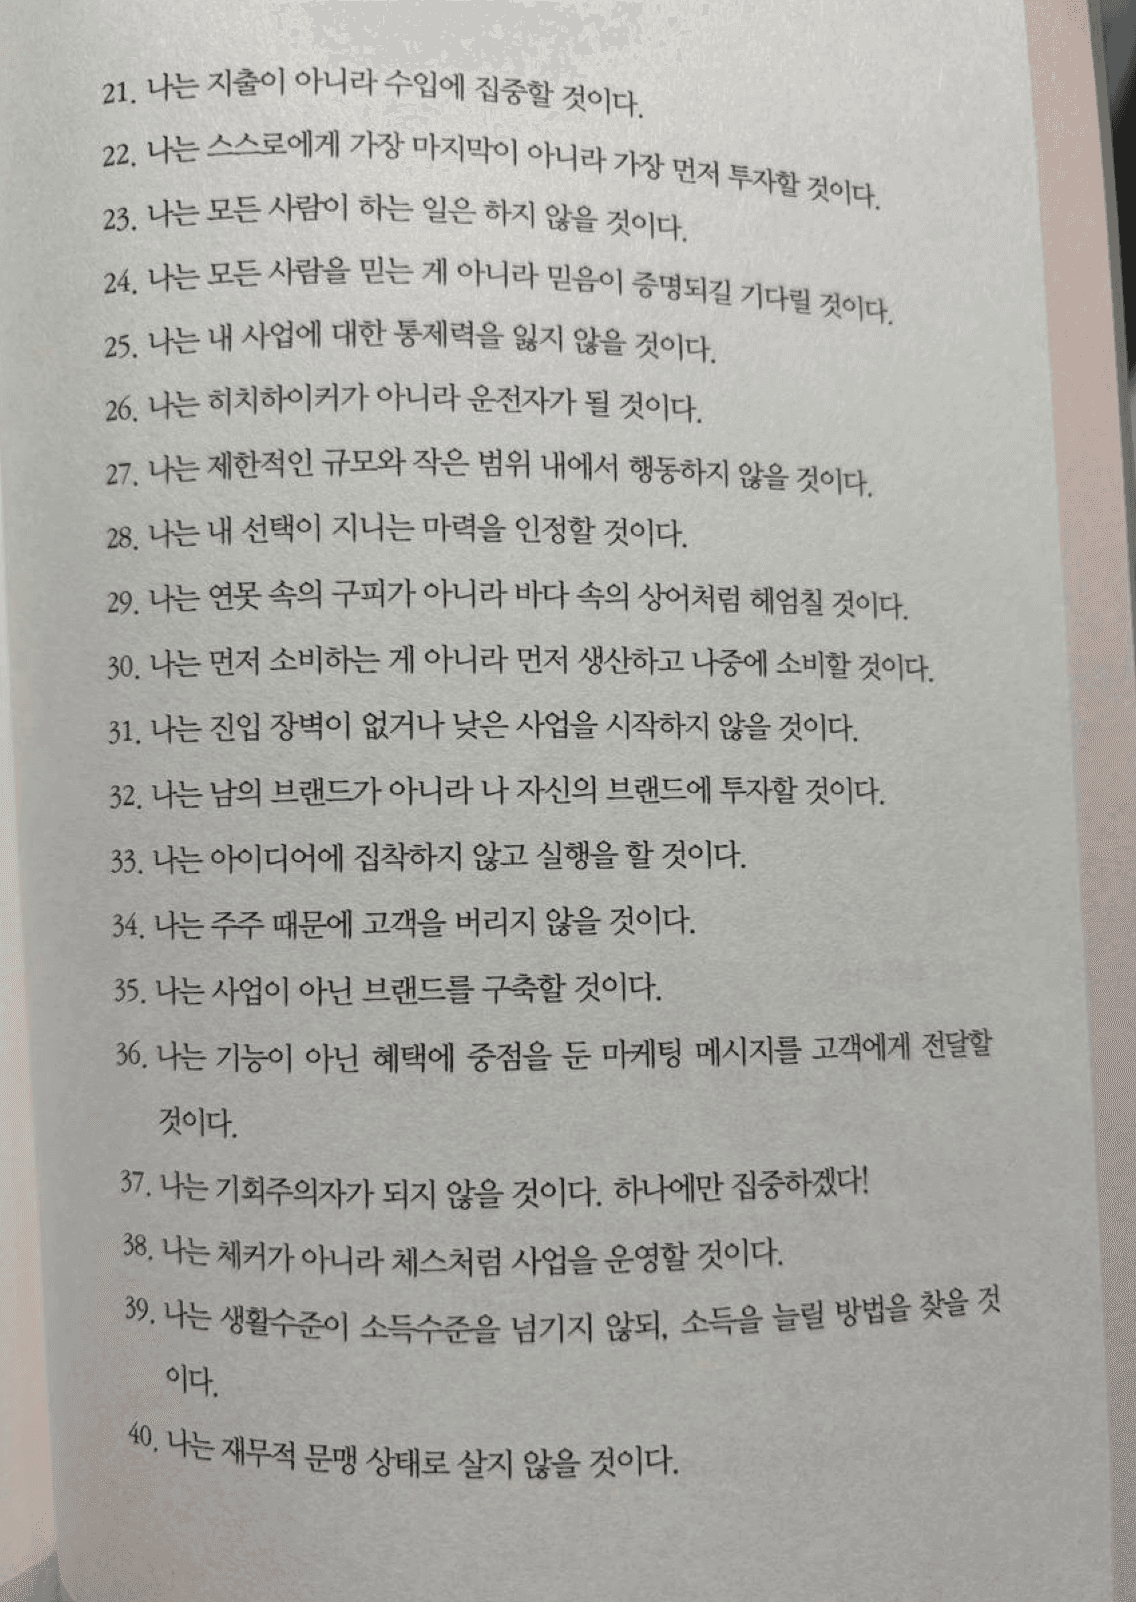 21. 나는 지출이 아니라 수입에 집중할 것이다.
22. 나는 스스로에게 가장 마지막이 아니라 가장 먼저 투자할 것이다.
23. 나는 모든 사람이 하는 일은 하지 않을 것이다.
24. 나는 모든 사람을 믿는 게 아니라 믿음이 증명되길 기다릴 것이다.
25. 나는 내 사업에 대한 통제력을 잃지 않을 것이다.
26. 나는 히치하이커가 아니라 운전자가 될 것이다.
27. 나는 제한적인 규모와 작은 범위 내에서 행동하지 않을 것이다.
28. 나는 내 선택이 지니는 마력을 인정할 것이다.
29. 나는 연못 속의 구피가 아니라 바다 속의 상어처럼 헤엄칠 것이다.
30. 나는 먼저 소비하는 게 아니라 먼저 생산하고 나중에 소비할 것이다.
31. 나는 진입 장벽이 없거나 낮은 사업을 시작하지 않을 것이다.
32. 나는 남의 브랜드가 아니라 나 자신의 브랜드에 투자할 것이다.
33. 나는 아이디어에 집착하지 않고 실행을 할 것이다.
34. 나는 주주 때문에 고객을 버리지 않을 것이다.
35. 나는 사업이 아닌 브랜드를 구축할 것이다.
36. 나는 기능이 아닌 혜택에 중점을 둔 마케팅 메시지를 고객에게 전달할
것이다.
37. 나는 기회주의자가 되지 않을 것이다. 하나에만 집중하겠다!
38. 나는 체커가 아니라 체스처럼 사업을 운영할 것이다.
39. 나는 생활수준이 소득수준을 넘기지 않되, 소득을 늘릴 방법을 찾을 것
이다.
40. 나는 재무적 문맹 상태로 살지 않을 것이다.